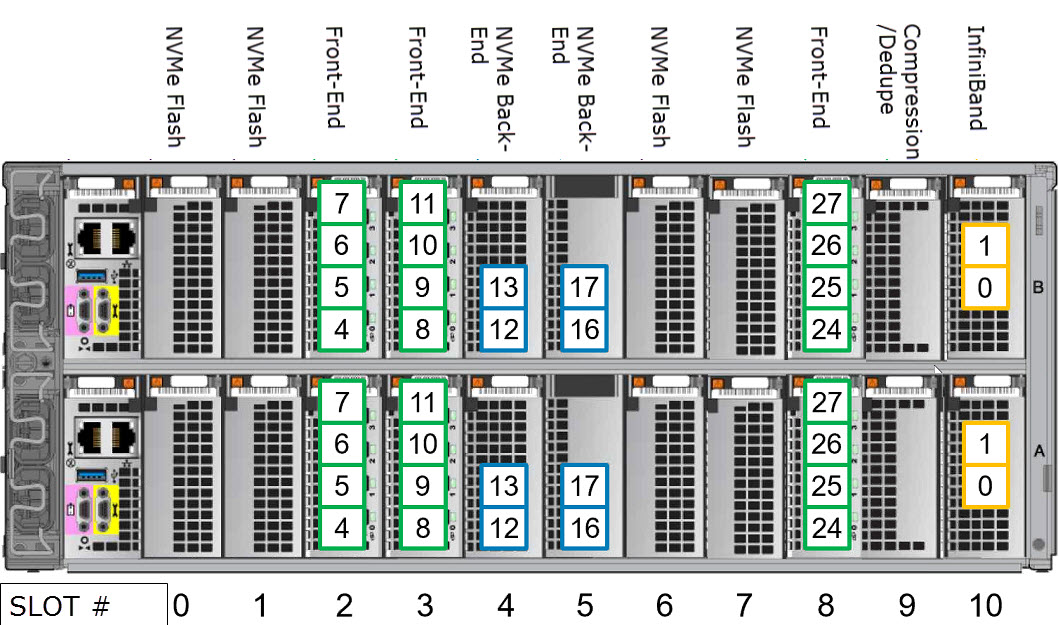 NVMe Flash
NVMe Flash
Front-End
Front-End
NVMe Back-
End
NVMe Back-
End
NVMe Flash
NVMe Flash
Front-End
Compression
/Dedupe
InfiniBand
7 11 27
6 10 26 1
5 9 13 17 25 0
4 8 12 16 24
B
7 11 27
6 10 26 1
5 9 13 17 25 0
4 8 12 16 24
A
SLOT # 0 1 2 3 4 5 6 7 8 9 10